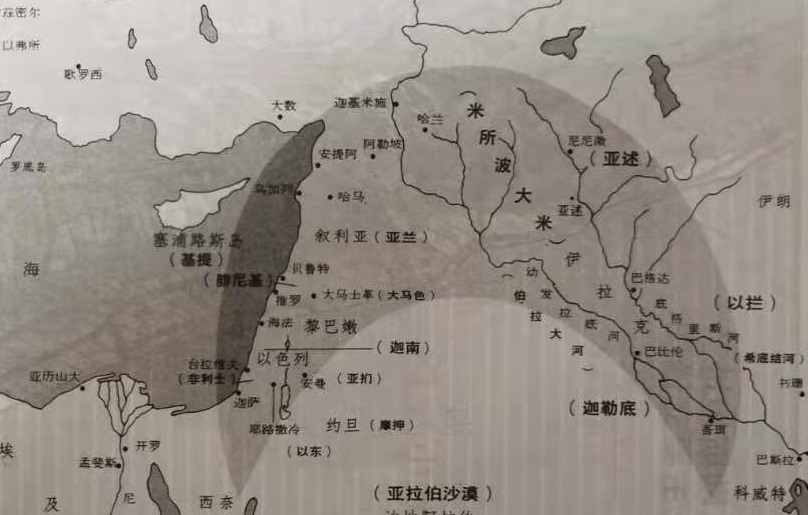 以弗所
歌罗西
大数
迦基米施
哈兰
米所波大米
尼尼微
(亚述)
罗底岛
安提阿
阿勒坡
乌加列
哈马
亚述
伊朗
塞浦路斯岛
(基提)
叙利亚(亚兰)
海
(腓尼基)
贝鲁特
推罗
大马士革(大马色)
伊拉克
巴格达
(幼发拉底河
伯拉大河)
底格里斯河
(希底结河)
(以拦)
海法
黎巴嫩
以色列
(迦南)
巴比伦
台拉维夫
(非利士)
安曼
(亚扪)
亚历山大
迦萨
书珊
(迦勒底)
吾珥
耶路撒冷
约旦(摩押)
(以东)
开罗
孟斐斯
巴斯拉
埃及
尼
西奈
(亚拉伯沙漠)
科威特